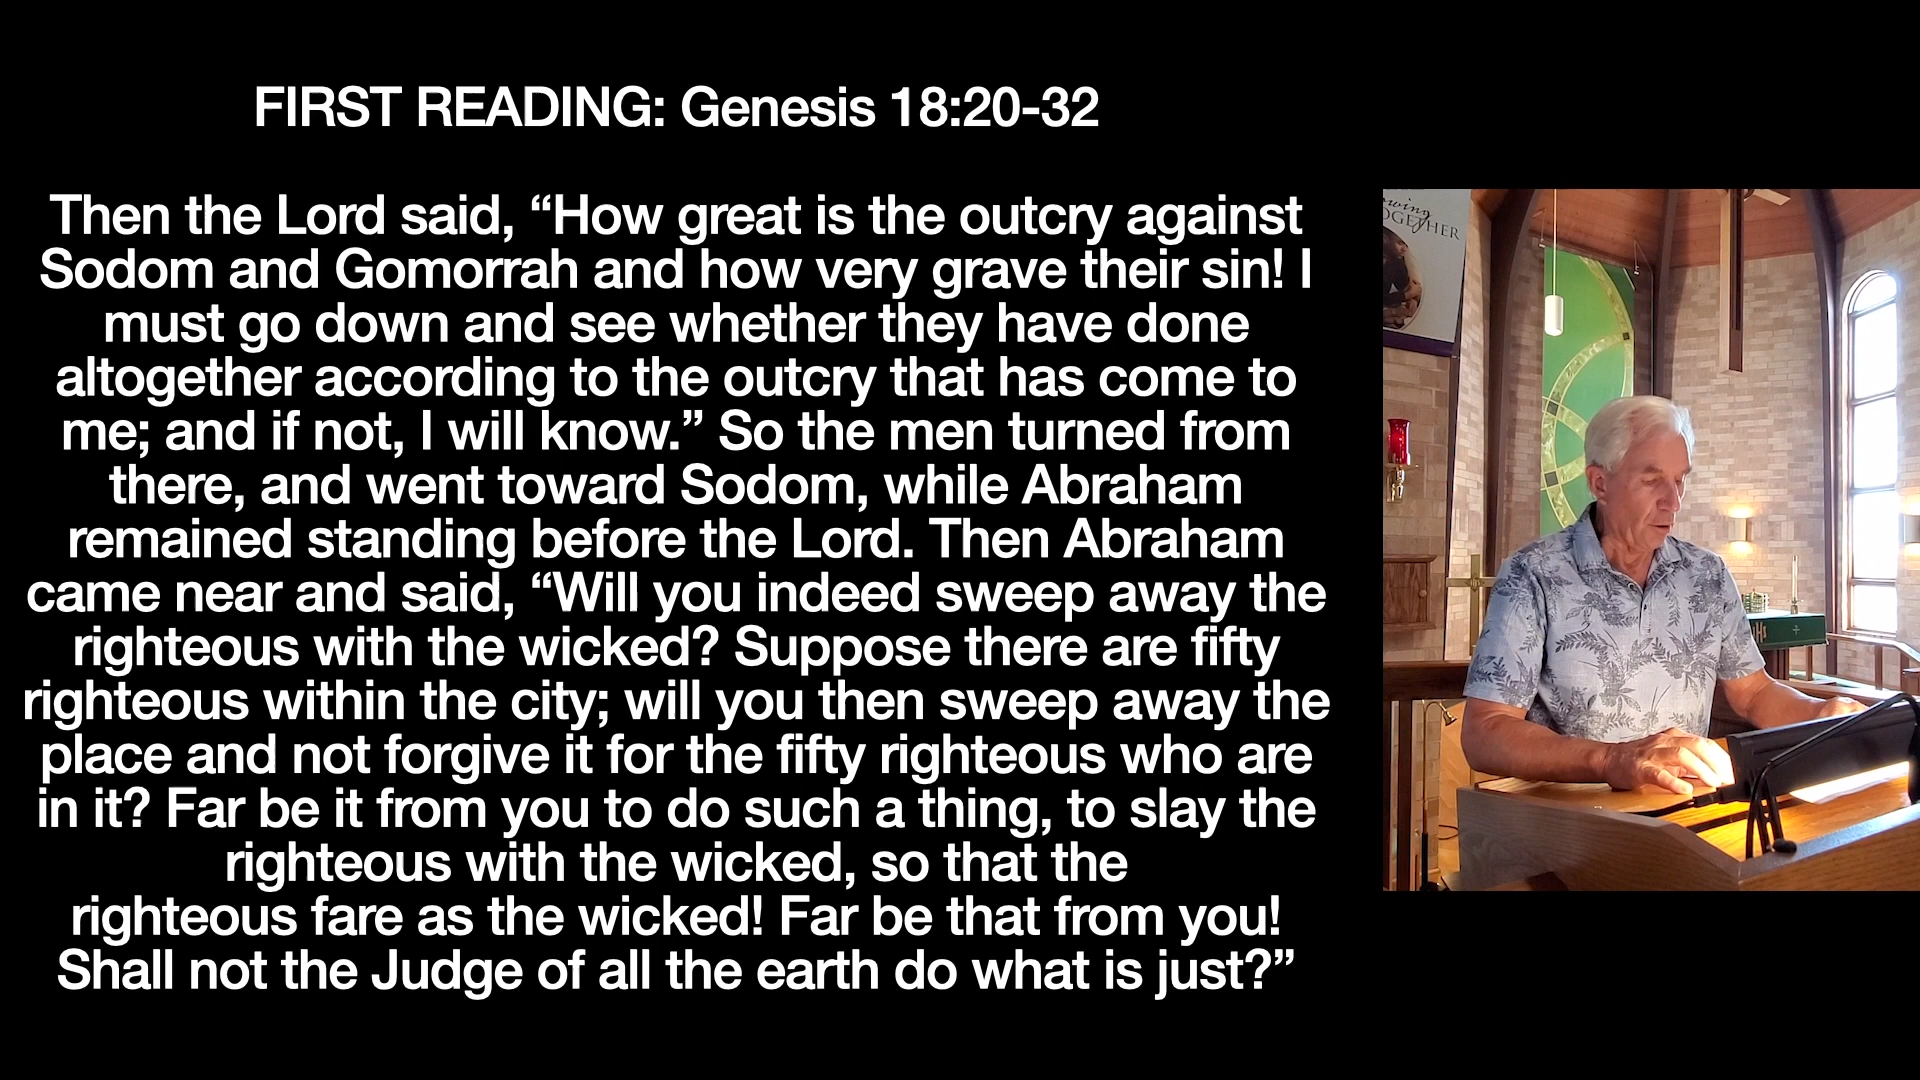 FIRST READING: Genesis 18:20-32
Then the Lord said, “How great is the outcry against
Sodom and Gomorrah and how very grave their sin! I
must go down and see whether they have done
altogether according to the outcry that has come to
me; and if not, I will know.” So the men turned from
there, and went toward Sodom, while Abraham
remained standing before the Lord. Then Abraham
came near and said, “Will you indeed sweep away the
righteous with the wicked? Suppose there are fifty
righteous within the city; will you then sweep away the
place and not forgive it for the fifty righteous who are
in it? Far be it from you to do such a thing, to slay the
righteous with the wicked, so that the
righteous fare as the wicked! Far be that from you!
Shall not the Judge of all the earth do what is just?”